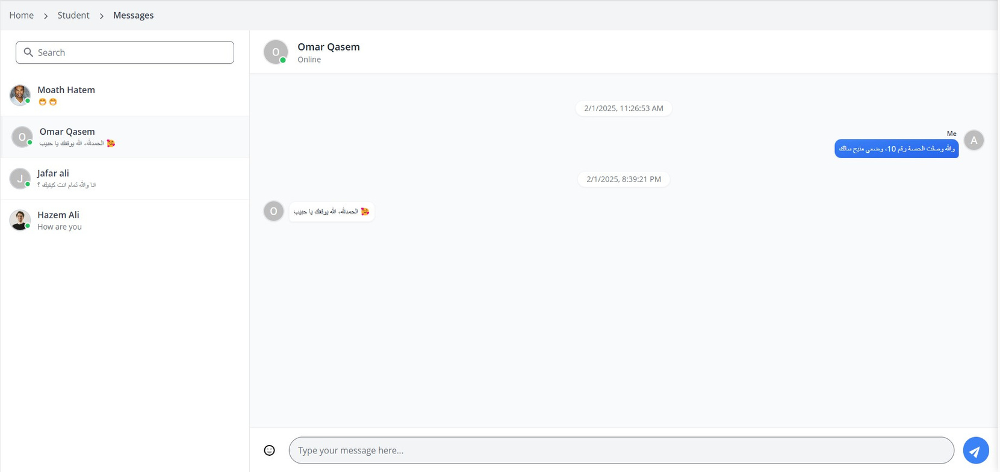 Home > Student > Messages
Search
Moath Hatem
😁 😁
Omar Qasem
الحمدلله، الله يوفقك يا حبيب 🥰
Jafar ali
انا والله تمام انت كيفيك ؟
Hazem Ali
How are you
O
Omar Qasem
Online
2/1/2025, 11:26:53 AM
Me
والله وصلت الحصة رقم 10، وضعي منيح سالك
A
2/1/2025, 8:39:21 PM
O
الحمدلله، الله يوفقك يا حبيب 🥰
Type your message here...